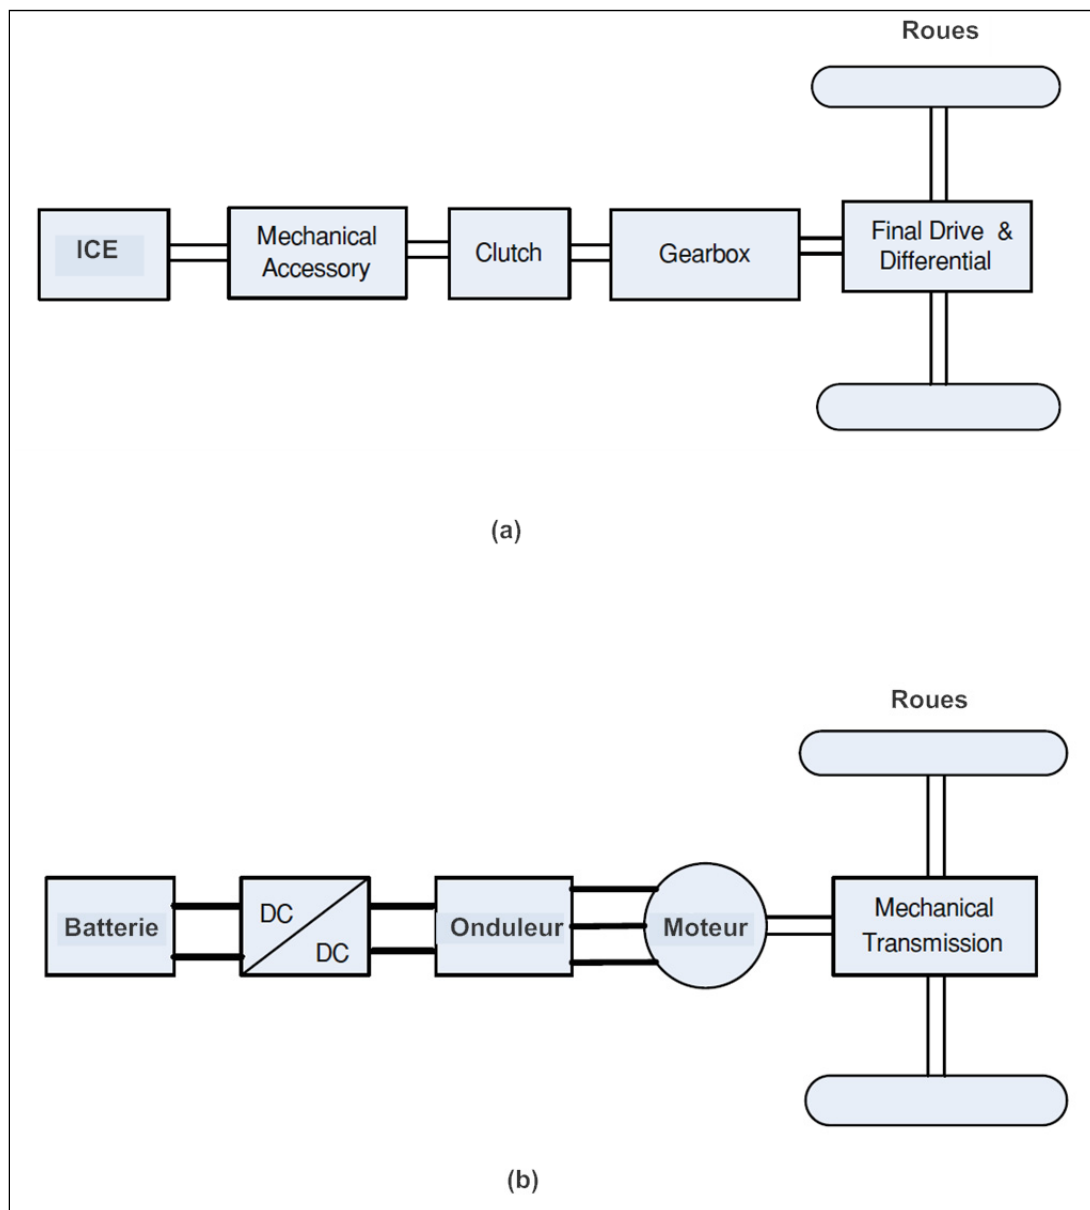 Roues
ICE
Mechanical
Accessory
Clutch
Gearbox
Final Drive &
Differential
(a)
Roues
Batterie
DC
DC
Onduleur
Moteur
Mechanical
Transmission
(b)